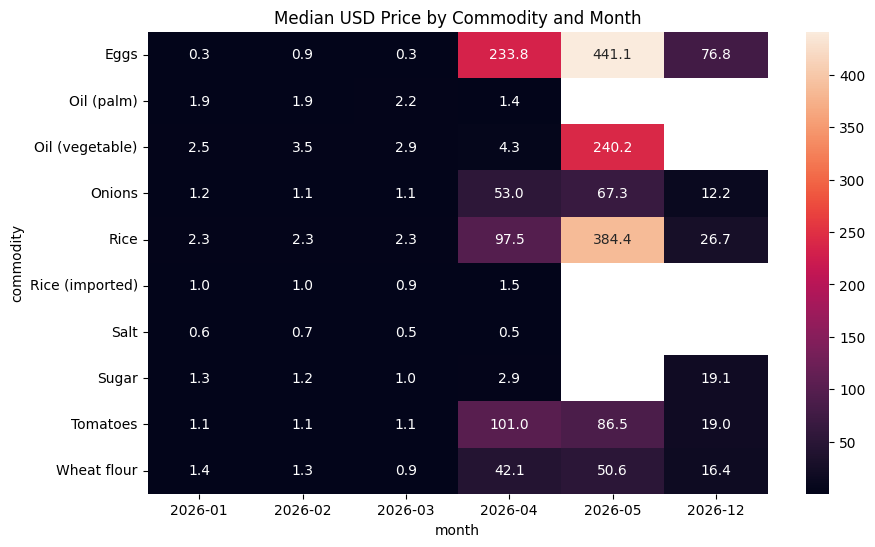 Median USD Price by Commodity and Month
Eggs 0.3 0.9 0.3 233.8 441.1 76.8
Oil (palm) 1.9 1.9 2.2 1.4
Oil (vegetable) 2.5 3.5 2.9 4.3 240.2
Onions 1.2 1.1 1.1 53.0 67.3 12.2
Rice 2.3 2.3 2.3 97.5 384.4 26.7
Rice (imported) 1.0 1.0 0.9 1.5
Salt 0.6 0.7 0.5 0.5
Sugar 1.3 1.2 1.0 2.9 19.1
Tomatoes 1.1 1.1 1.1 101.0 86.5 19.0
Wheat flour 1.4 1.3 0.9 42.1 50.6 16.4
2026-01 2026-02 2026-03 2026-04 2026-05 2026-12
month
commodity
400
350
300
250
200
150
100
50